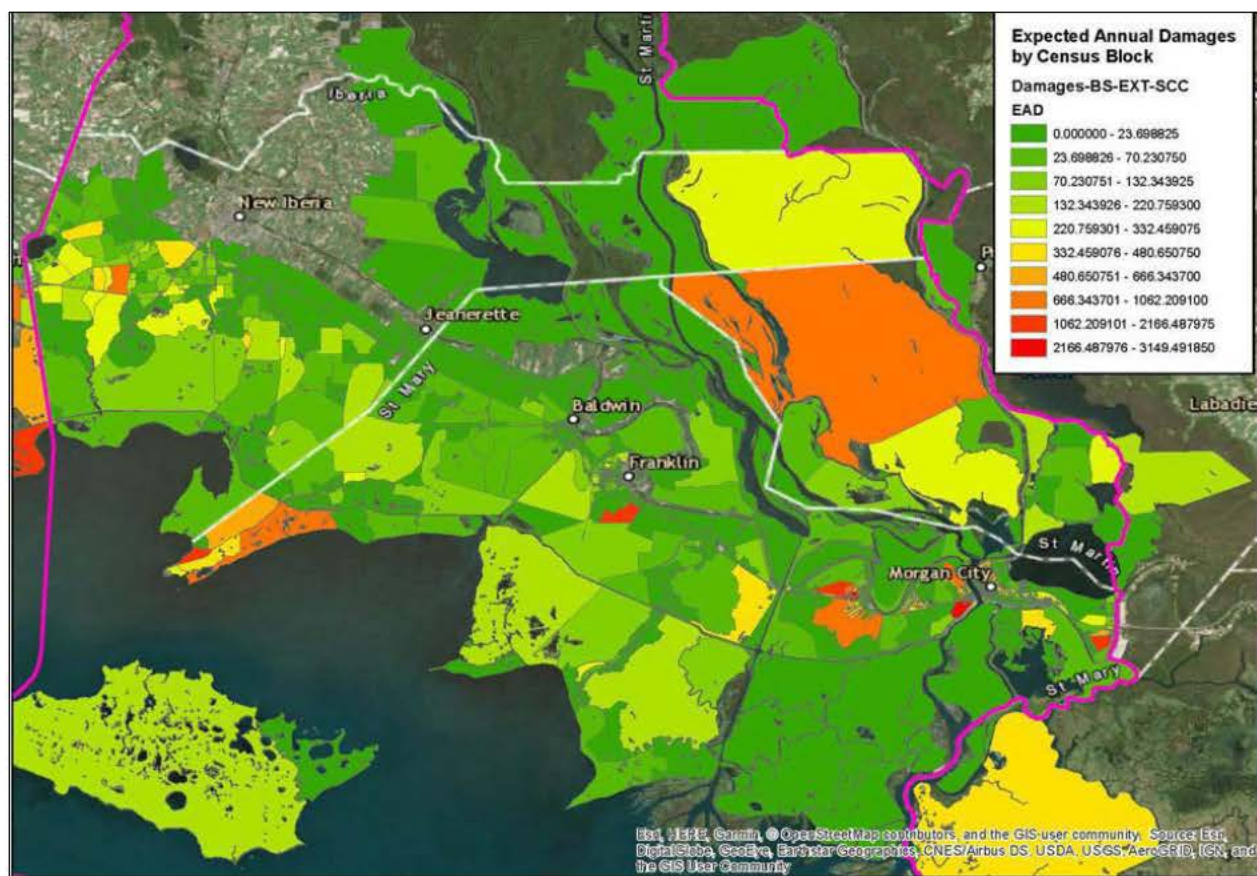 Expected Annual Damages
by Census Block
Damages-BS-EXT-SCC
EAD
0.000000 - 23.698825
23.698826 - 70.230750
70.230751 - 132.343925
132.343926 - 220.759300
220.759301 - 332.459075
332.459076 - 480.650750
480.650751 - 666.343700
666.343701 - 1062.209100
1062.209101 - 2166.487975
2166.487976 - 3149.491850
St Martin
Iberia
New Iberia
Jeanerette
St Mary
Baldwin
Franklin
Labadie
St Martin
Morgan City
St Mary
Esri, HERE, Garmin, © OpenStreetMap contributors, and the GIS user community, Source: Esri,
DigitalGlobe, GeoEye, Earthstar Geographics, CNES/Airbus DS, USDA, USGS, AeroGRID, IGN, and
the GIS User Community